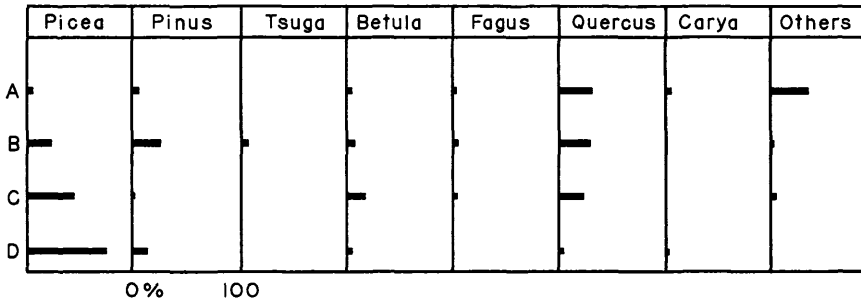 Picea Pinus Tsuga Betula Fagus Quercus Carya Others
A
B
C
D
0% 100